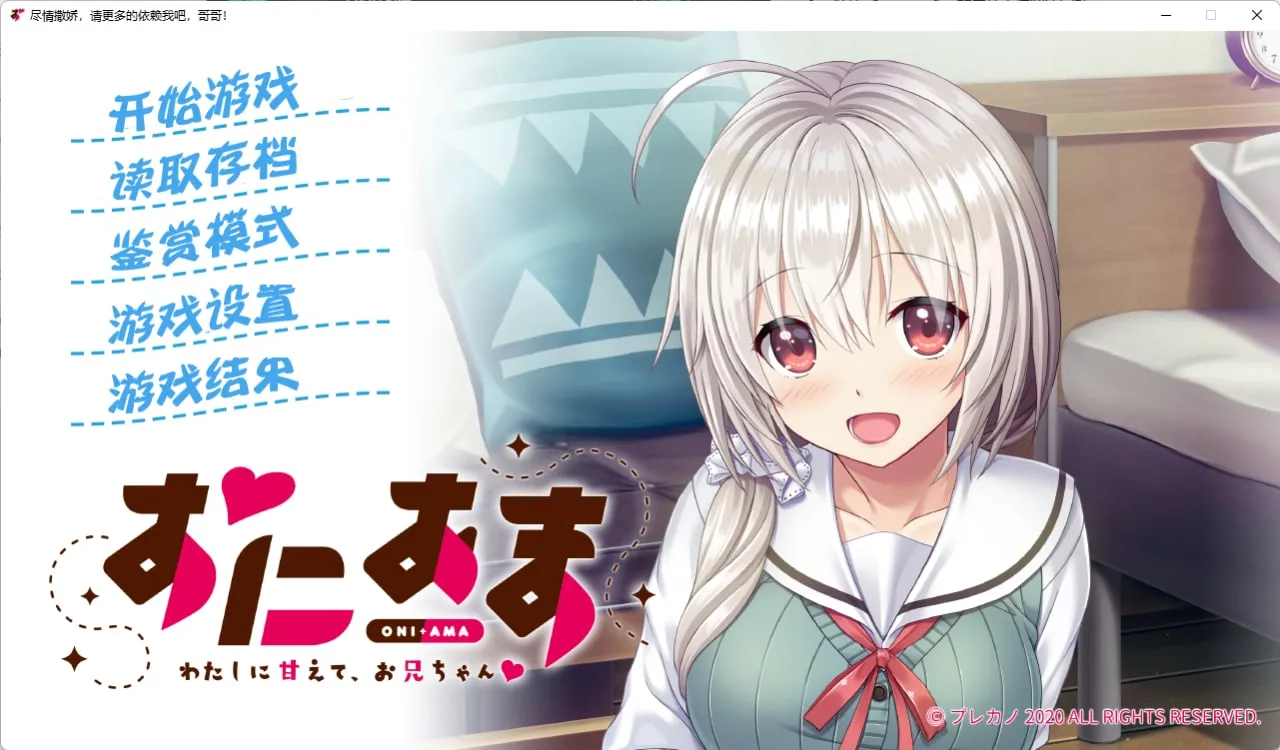 尽情撒娇，请更多的依赖我吧，哥哥！
开始游戏
读取存档
鉴赏模式
游戏设置
游戏结束
おにあま
ONI+AMA
わたしに甘えて、お兄ちゃん
© プレカノ 2020 ALL RIGHTS RESERVED.